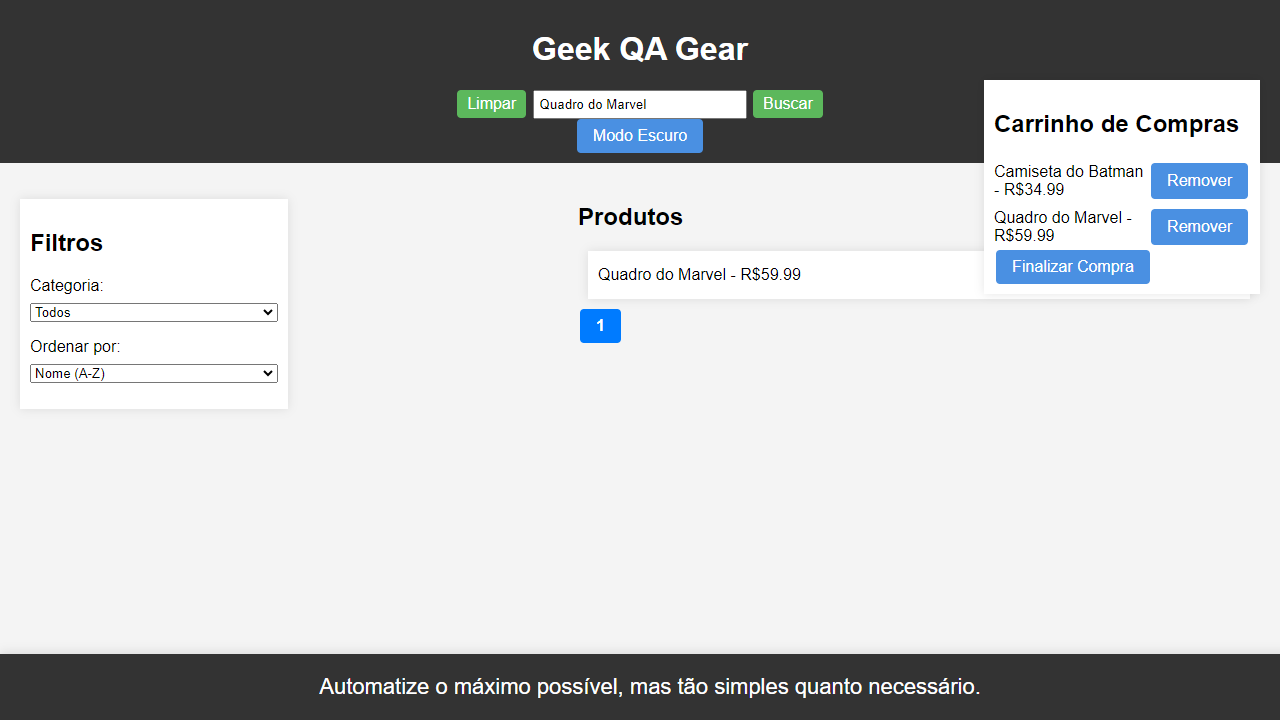 Geek QA Gear
Limpar
Quadro do Marvel
Buscar
Modo Escuro
Carrinho de Compras
Camiseta do Batman
- R$34.99
Remover
Quadro do Marvel -
R$59.99
Remover
Finalizar Compra
Filtros
Categoria:
Todos
Ordenar por:
Nome (A-Z)
Produtos
Quadro do Marvel - R$59.99
1
Automatize o máximo possível, mas tão simples quanto necessário.